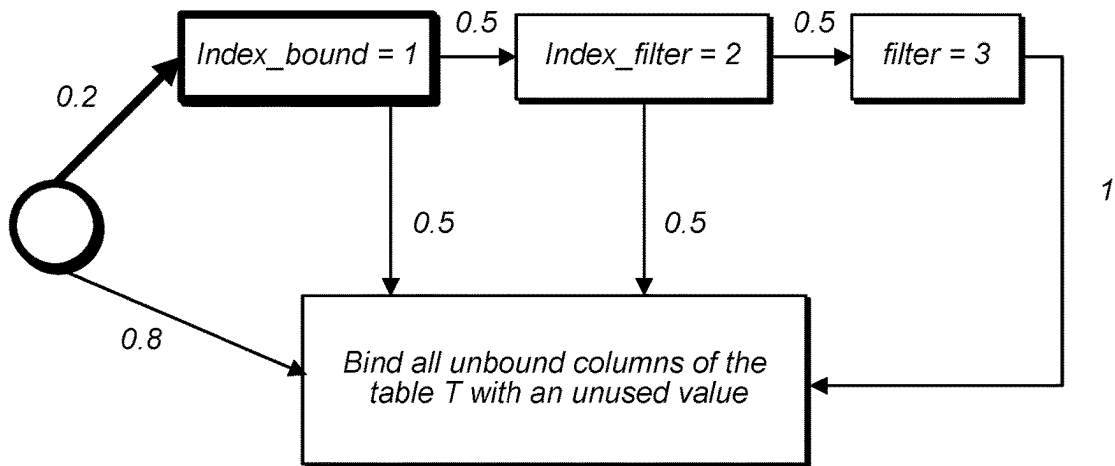 0.5
0.5
Index_bound = 1
Index_filter = 2
filter = 3
0.2
1
0.5
0.5
0.8
Bind all unbound columns of the
table T with an unused value